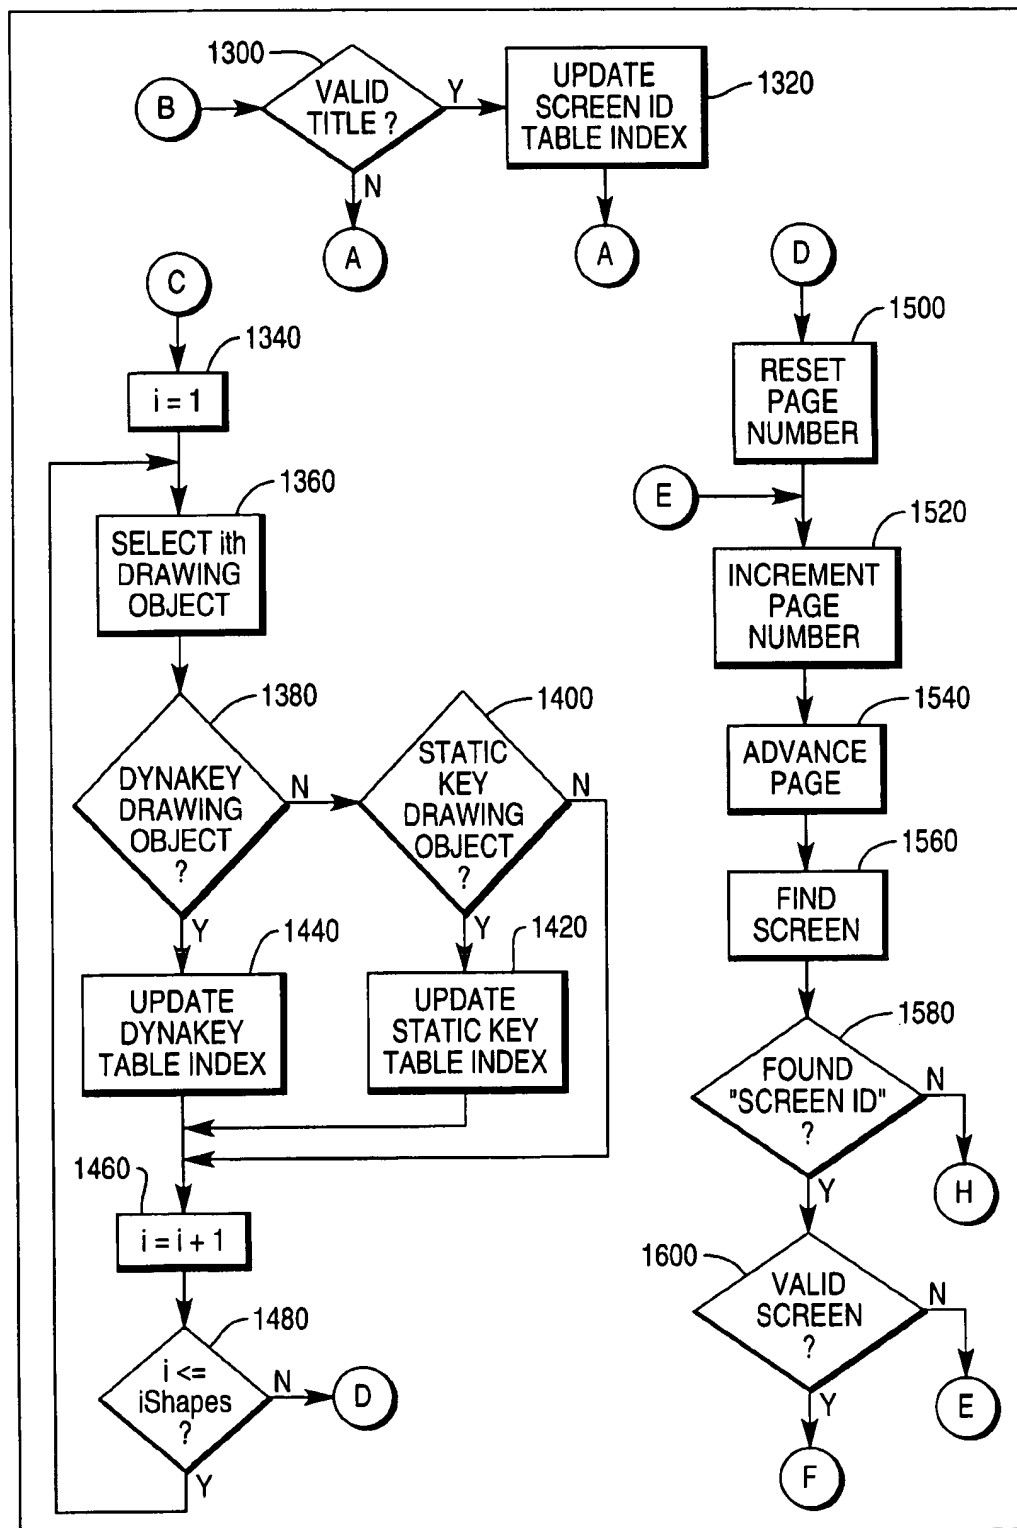 1300
B
VALID
TITLE ?
Y
N
A
UPDATE
SCREEN ID
TABLE INDEX
1320
A
C
1340
i = 1
1360
SELECT ith
DRAWING
OBJECT
1380
DYNAKEY
DRAWING
OBJECT
?
N
Y
1400
STATIC
KEY
DRAWING
OBJECT
?
N
Y
1440
UPDATE
DYNAKEY
TABLE INDEX
1420
UPDATE
STATIC KEY
TABLE INDEX
1460
i = i + 1
1480
i <=
iShapes
?
N
D
Y
D
1500
RESET
PAGE
NUMBER
E
1520
INCREMENT
PAGE
NUMBER
1540
ADVANCE
PAGE
1560
FIND
SCREEN
1580
FOUND
"SCREEN ID"
?
N
H
Y
1600
VALID
SCREEN
?
N
E
Y
F